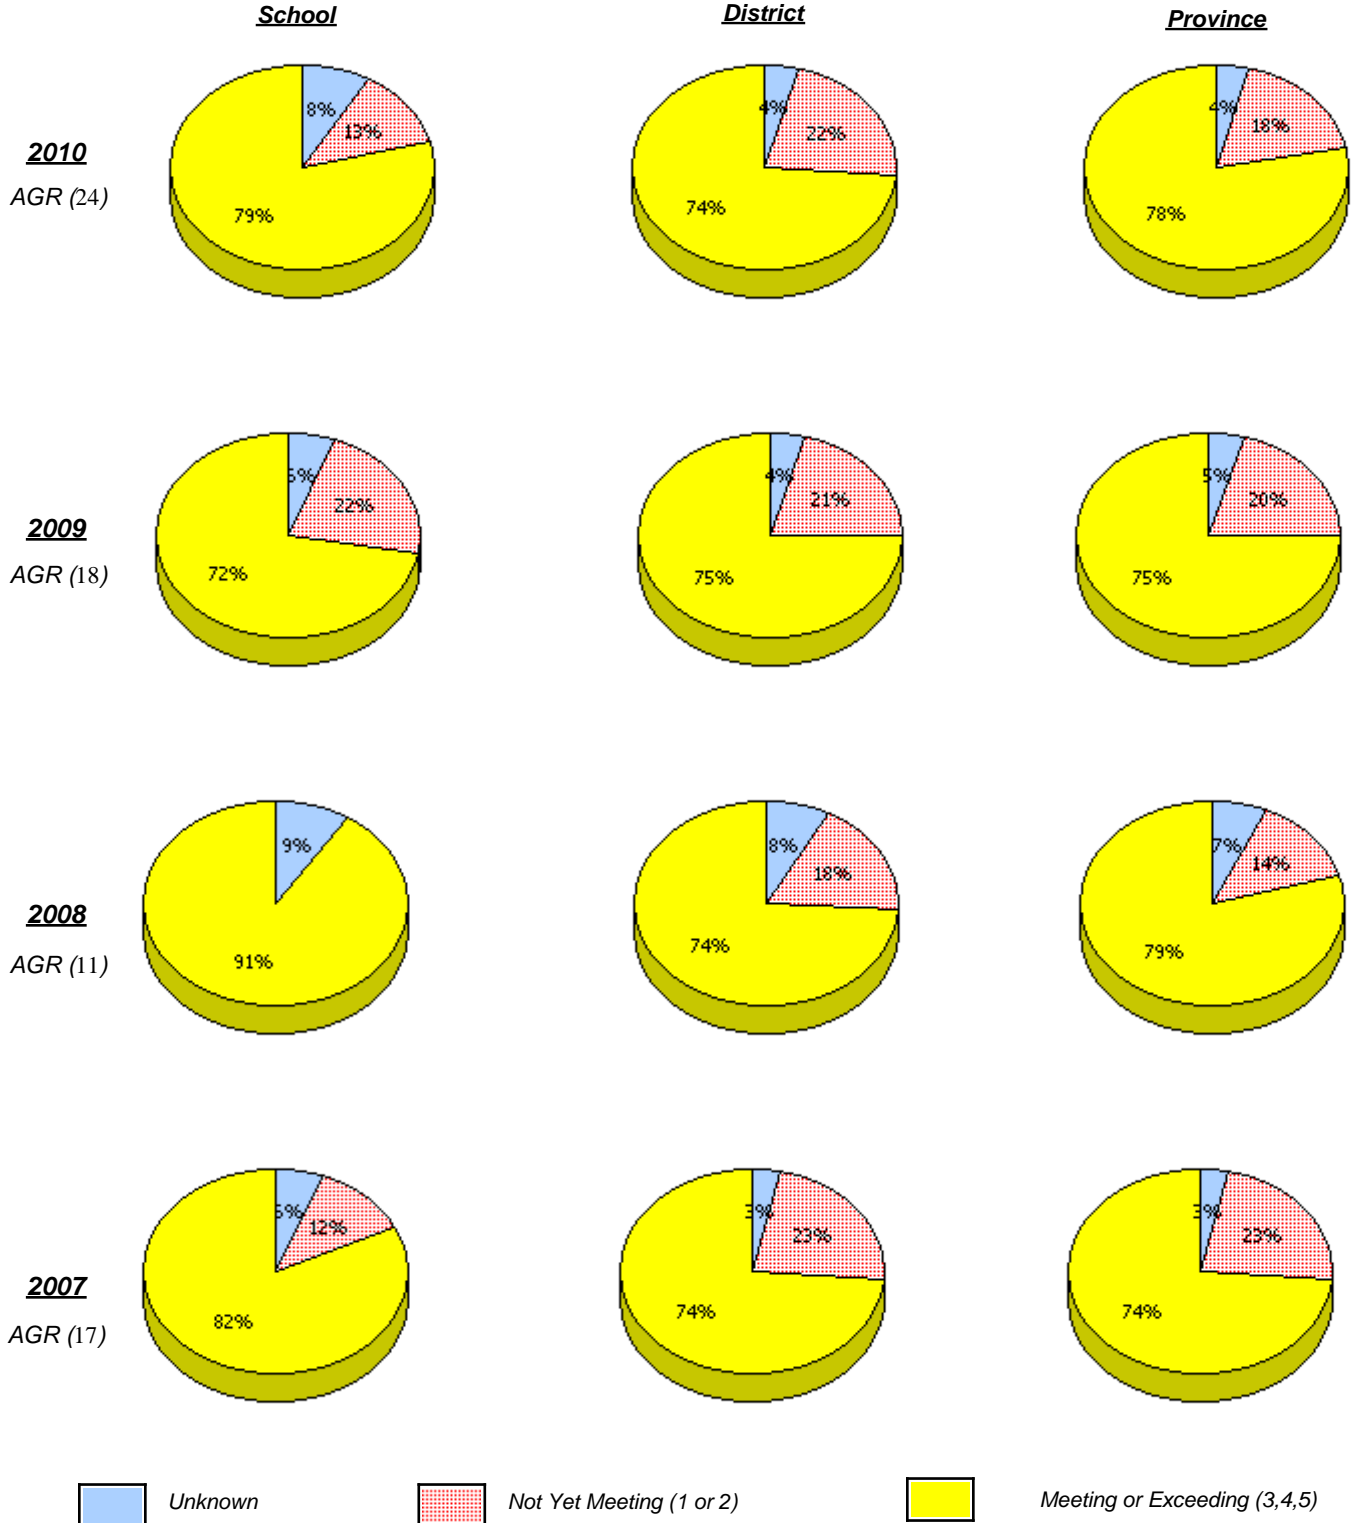 School District Province
8% 4% 4%
13% 22% 18%
2010
AGR (24)
79% 74% 78%
4% 5%
22% 21% 20%
2009
AGR (18)
72% 75% 75%
9% 8% 7%
18% 14%
2008
AGR (11)
91% 74% 79%
3% 3%
12% 23% 23%
2007
AGR (17)
82% 74% 74%
Unknown Not Yet Meeting (1 or 2) Meeting or Exceeding (3,4,5)